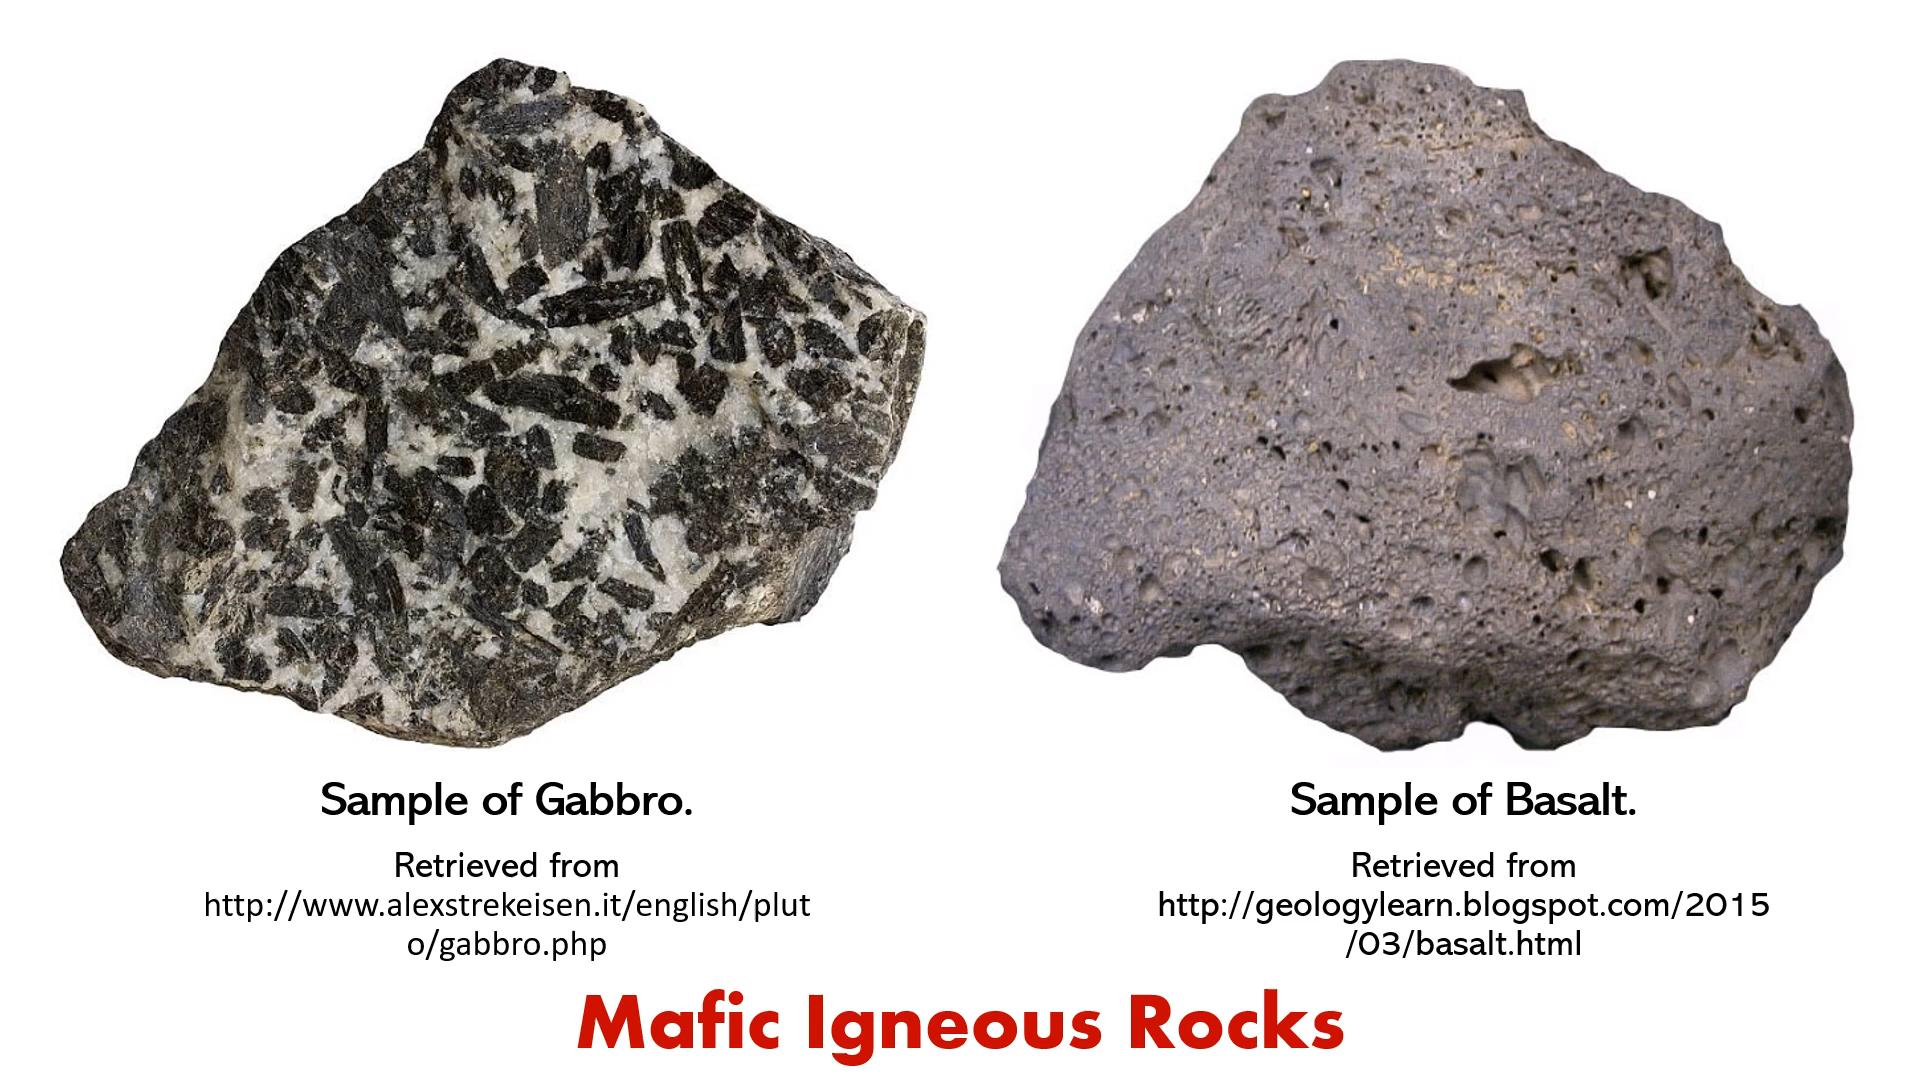 Sample of Gabbro.
Retrieved from
http://www.alexstrekeisen.it/english/plut
o/gabbro.php
Sample of Basalt.
Retrieved from
http://geologylearn.blogspot.com/2015
/03/basalt.html
Mafic Igneous Rocks